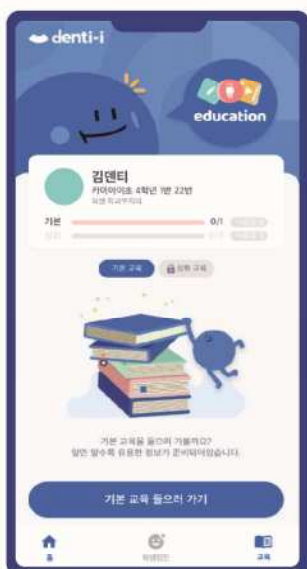 denti-i
education
김덴티
카이아이초 4학년 1반 22번
기본 0/1
심화
기본 교육 심화 교육
기본 교육을 들으러 가볼까요?
알면 알수록 유용한 정보가 준비되어있습니다.
기본 교육 들으러 가기
홈 교육